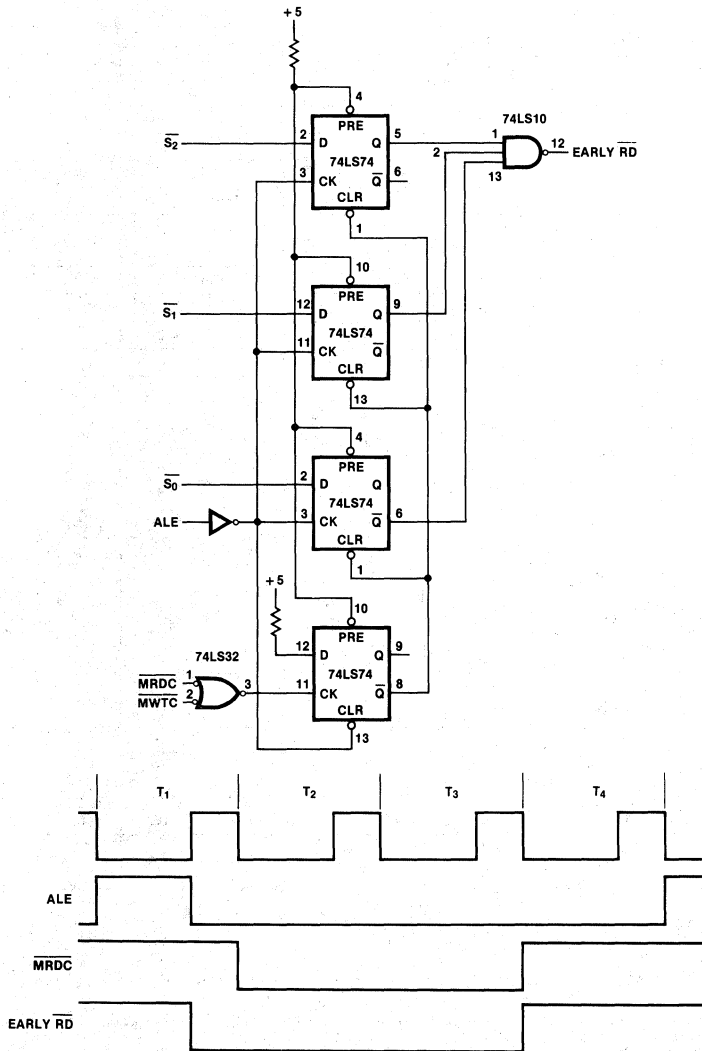 +5
4
74LS10
PRE
S̅2̅ 2 D Q 5 1 12 EARLY R̅D̅
2
74LS74
3 CK Q̅ 6 13
CLR
1
10
PRE
S̅1̅ 12 D Q 9
74LS74
11 CK Q̅
CLR
13
4
PRE
S̅0̅ 2 D Q
74LS74
ALE 3 CK Q̅ 6
CLR
1
+5
10
PRE
74LS32 12 D Q 9
74LS74
M̅R̅D̅C̅ 1
3 11 CK Q̅ 8
M̅W̅T̅C̅ 2
CLR
13
T1 T2 T3 T4
ALE
M̅R̅D̅C̅
EARLY R̅D̅